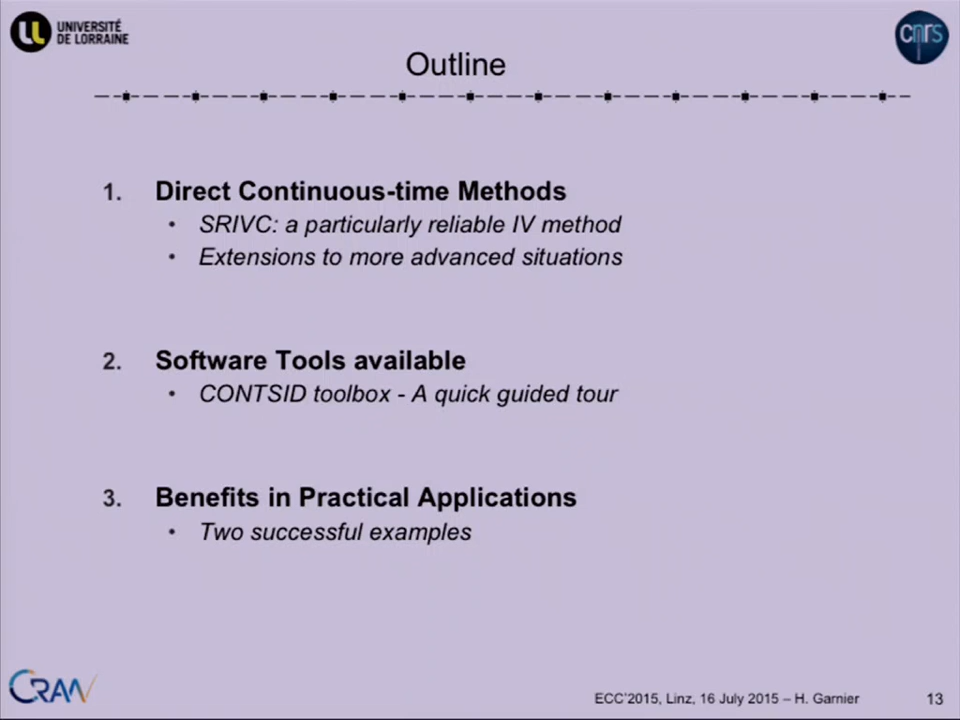 UNIVERSITÉ
DE LORRAINE
cnrs
Outline
1. Direct Continuous-time Methods
• SRIVC: a particularly reliable IV method
• Extensions to more advanced situations
2. Software Tools available
• CONTSID toolbox - A quick guided tour
3. Benefits in Practical Applications
• Two successful examples
CRAN
ECC'2015, Linz, 16 July 2015 – H. Garnier
13